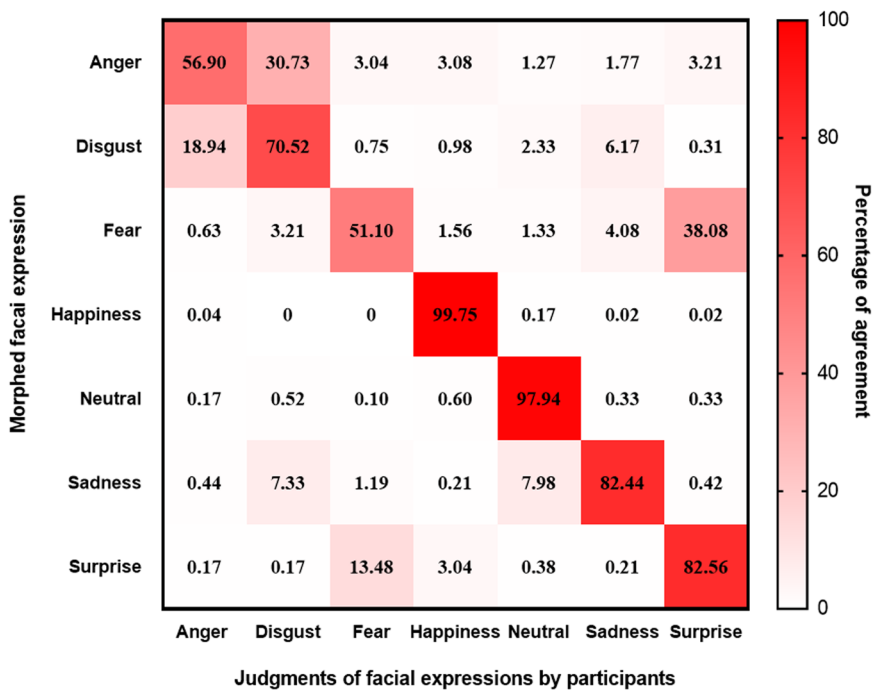 Anger 56.90 30.73 3.04 3.08 1.27 1.77 3.21
Disgust 18.94 70.52 0.75 0.98 2.33 6.17 0.31
Fear 0.63 3.21 51.10 1.56 1.33 4.08 38.08
Happiness 0.04 0 0 99.75 0.17 0.02 0.02
Neutral 0.17 0.52 0.10 0.60 97.94 0.33 0.33
Sadness 0.44 7.33 1.19 0.21 7.98 82.44 0.42
Surprise 0.17 0.17 13.48 3.04 0.38 0.21 82.56
Anger Disgust Fear Happiness Neutral Sadness Surprise
Judgments of facial expressions by participants
Morphed facai expression
100
80
60
40
20
0
Percentage of agreement